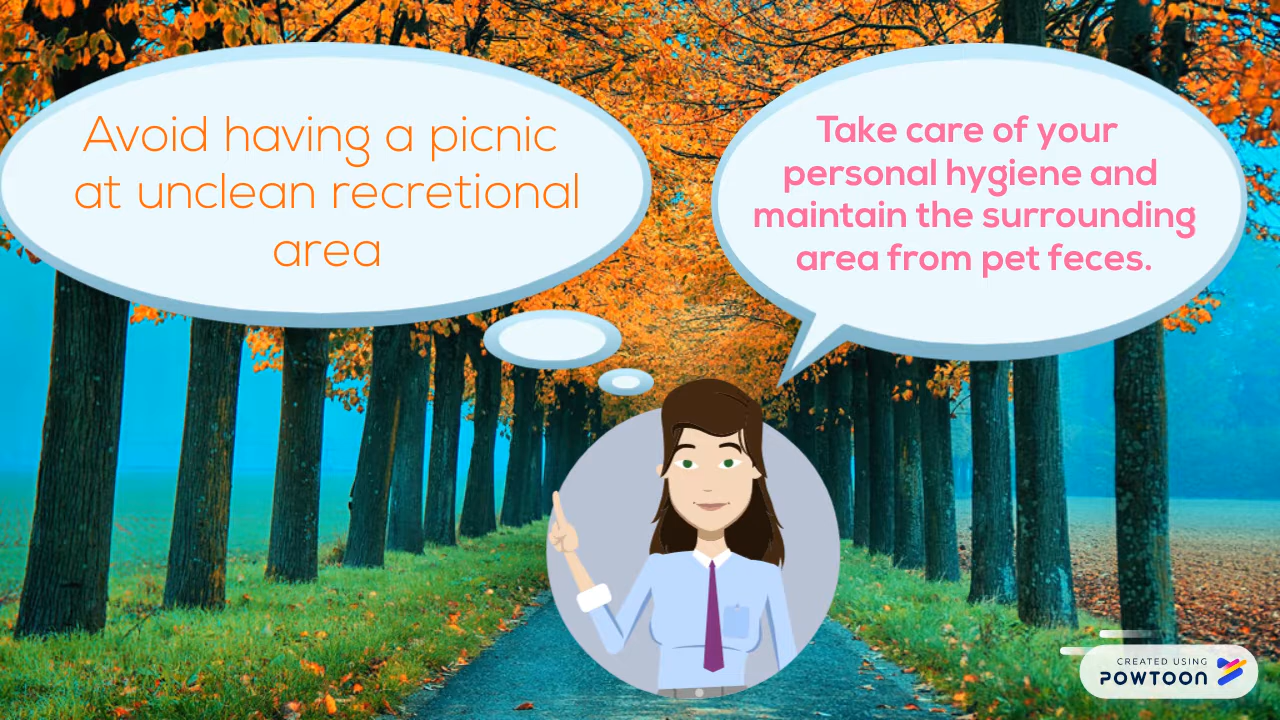 Avoid having a picnic
at unclean recretional
area
Take care of your
personal hygiene and
maintain the surrounding
area from pet feces.
CREATED USING
POWTOON